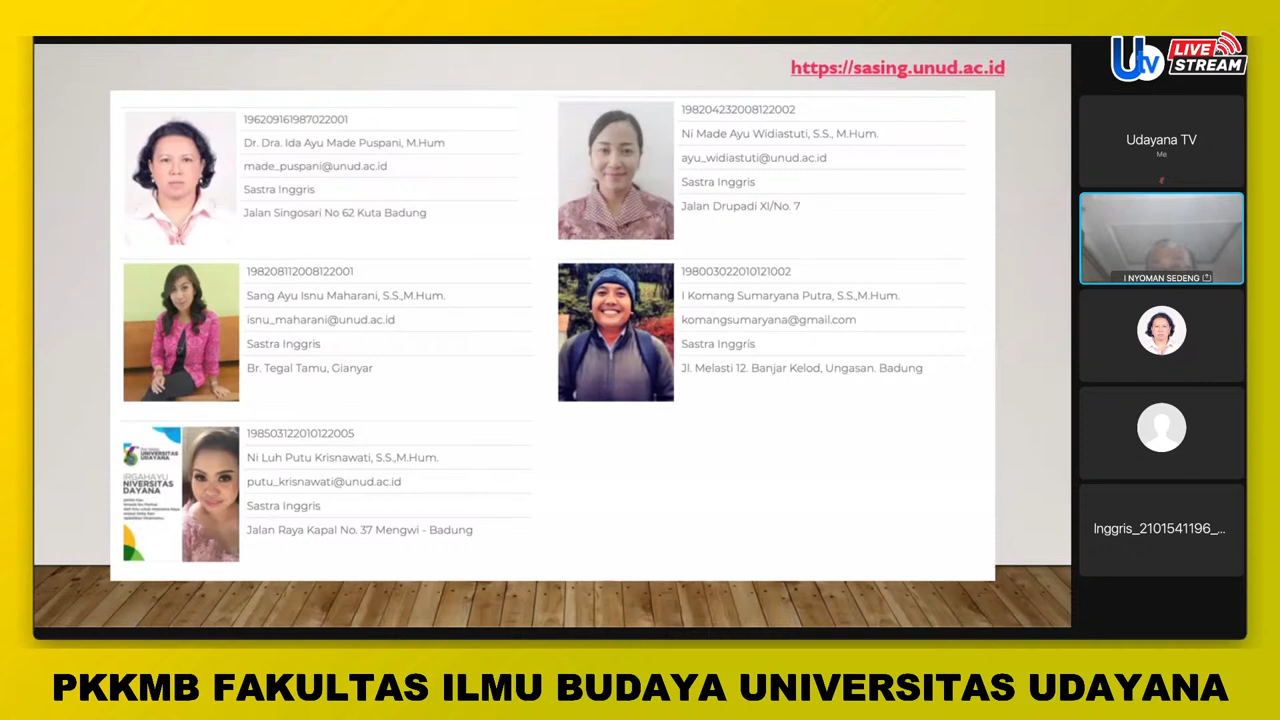 https://sasing.unud.ac.id
196209161987022001
Dr. Dra. Ida Ayu Made Puspani, M.Hum
made_puspani@unud.ac.id
Sastra Inggris
Jalan Singosari No 62 Kuta Badung
198204232008122002
Ni Made Ayu Widiastuti, S.S., M.Hum.
ayu_widiastuti@unud.ac.id
Sastra Inggris
Jalan Drupadi XI/No. 7
198208112008122001
Sang Ayu Isnu Maharani, S.S.,M.Hum.
isnu_maharani@unud.ac.id
Sastra Inggris
Br. Tegal Tamu, Gianyar
198003022010121002
I Komang Sumaryana Putra, S.S.,M.Hum.
komangsumaryana@gmail.com
Sastra Inggris
Jl. Melasti 12. Banjar Kelod, Ungasan. Badung
UNIVERSITAS
UDAYANA
IRGAHAYU
NIVERSITAS
DAYANA
198503122010122005
Ni Luh Putu Krisnawati, S.S.,M.Hum.
putu_krisnawati@unud.ac.id
Sastra Inggris
Jalan Raya Kapal No. 37 Mengwi - Badung
Utv
LIVE
STREAM
Udayana TV
Me
I NYOMAN SEDENG
Inggris_2101541196_...
PKKMB FAKULTAS ILMU BUDAYA UNIVERSITAS UDAYANA